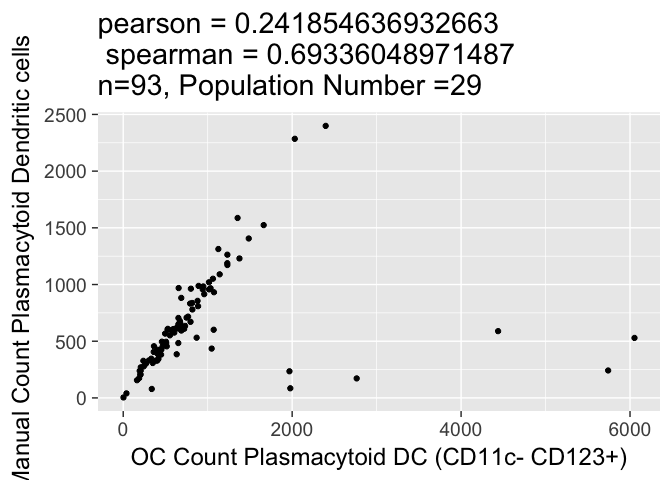 pearson = 0.241854636932663
spearman = 0.69336048971487
n=93, Population Number =29
Count Plasmacytoid Dendritic cells
2500
2000
1500
1000
500
0
0 2000 4000 6000
OC Count Plasmacytoid DC (CD11c- CD123+)